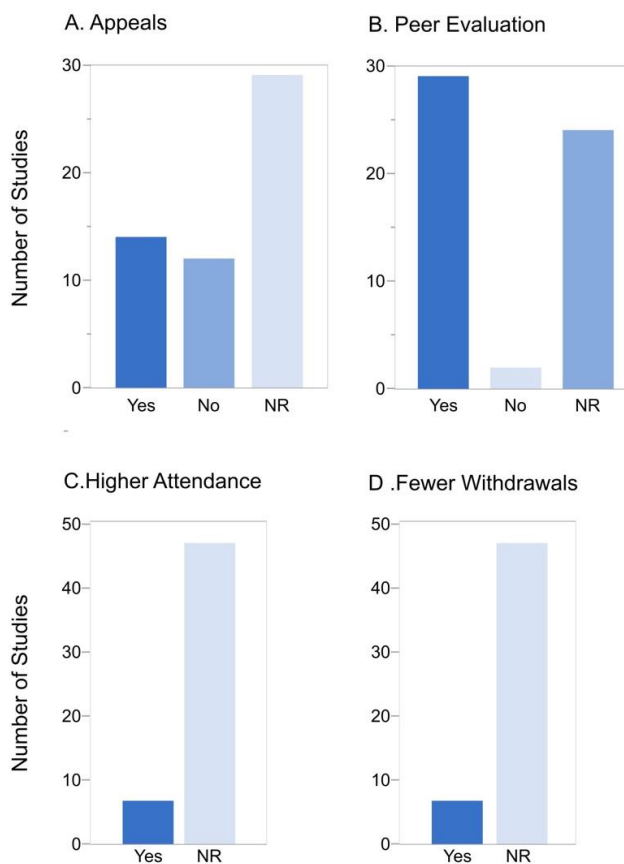 A. Appeals
B. Peer Evaluation
Number of Studies
30
20
10
0
Yes No NR
30
20
10
0
Yes No NR
C.Higher Attendance
D .Fewer Withdrawals
Number of Studies
50
40
30
20
10
0
Yes NR
50
40
30
20
10
0
Yes NR